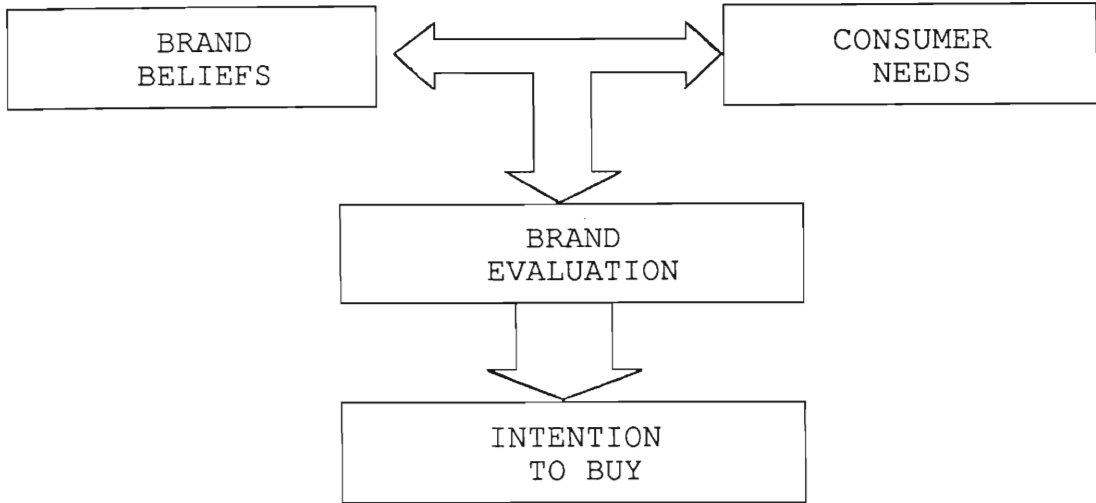 BRAND
BELIEFS
CONSUMER
NEEDS
BRAND
EVALUATION
INTENTION
TO BUY